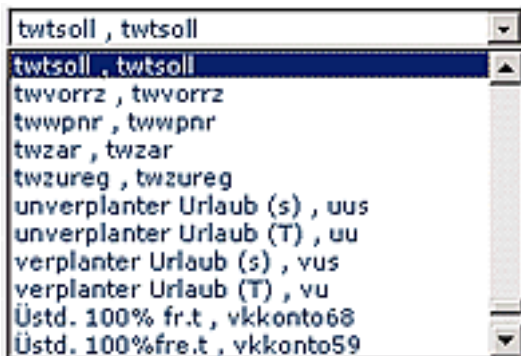 twtsoll , twtsoll
twtsoll , twtsoll
twvorrz , twvorrz
twwpnr , twwpnr
twzar , twzar
twzureg , twzureg
unverplanter Urlaub (s) , uus
unverplanter Urlaub (T) , uu
verplanter Urlaub (s) , vus
verplanter Urlaub (T) , vu
Üstd. 100% fr.t , vkkonto68
Üstd. 100%fre.t , vkkonto59